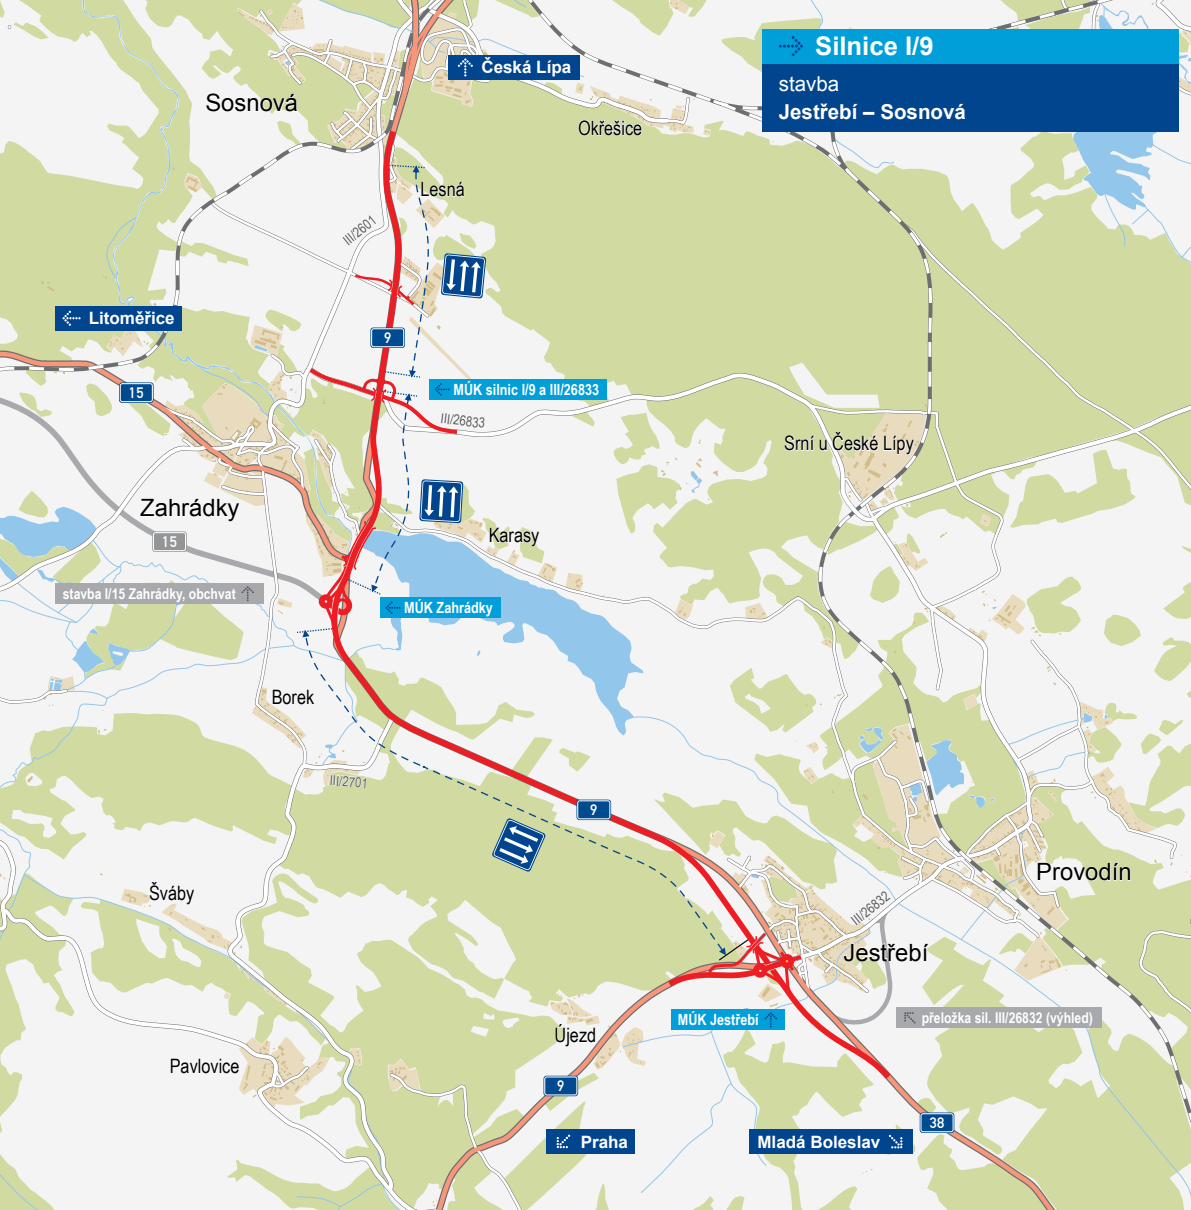 Silnice I/9
stavba
Jestřebí – Sosnová
Česká Lípa
Sosnová
Okřešice
Lesná
III/2601
Litoměřice
9
15
MÚK silnic I/9 a III/26833
III/26833
Srní u České Lípy
Zahrádky
15
Karasy
stavba I/15 Zahrádky, obchvat
MÚK Zahrádky
Borek
III/2701
9
Provodín
Šváby
III/26832
Jestřebí
MÚK Jestřebí
přeložka sil. III/26832 (výhled)
Újezd
Pavlovice
9
38
Praha
Mladá Boleslav